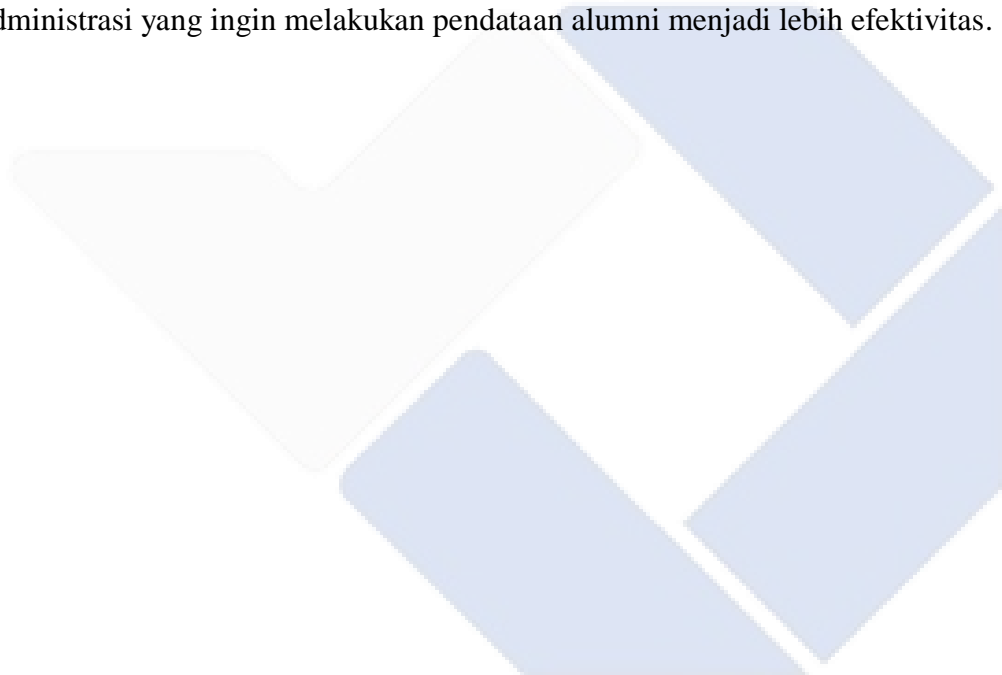 dministrasi yang ingin melakukan pendataan alumni menjadi lebih efektivitas.